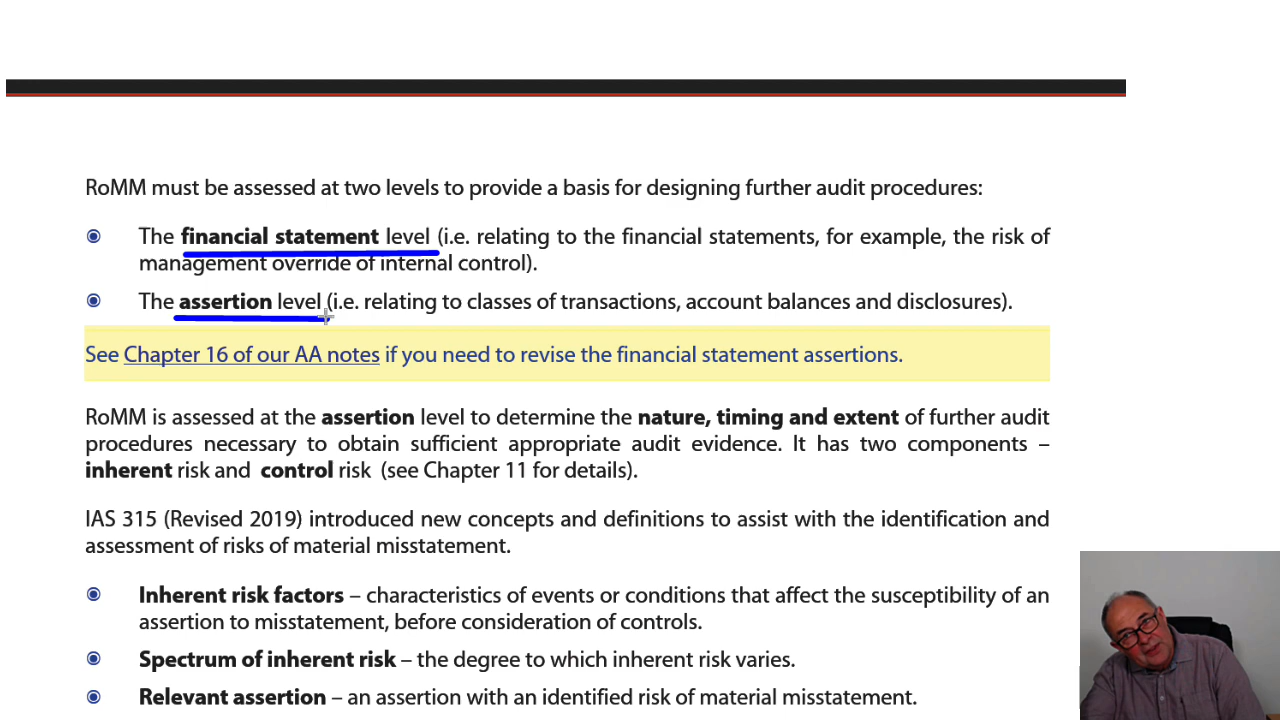 RoMM must be assessed at two levels to provide a basis for designing further audit procedures:
The financial statement level (i.e. relating to the financial statements, for example, the risk of
management override of internal control).
The assertion level (i.e. relating to classes of transactions, account balances and disclosures).
See Chapter 16 of our AA notes if you need to revise the financial statement assertions.
RoMM is assessed at the assertion level to determine the nature, timing and extent of further audit
procedures necessary to obtain sufficient appropriate audit evidence. It has two components –
inherent risk and control risk (see Chapter 11 for details).
IAS 315 (Revised 2019) introduced new concepts and definitions to assist with the identification and
assessment of risks of material misstatement.
Inherent risk factors – characteristics of events or conditions that affect the susceptibility of an
assertion to misstatement, before consideration of controls.
Spectrum of inherent risk – the degree to which inherent risk varies.
Relevant assertion – an assertion with an identified risk of material misstatement.